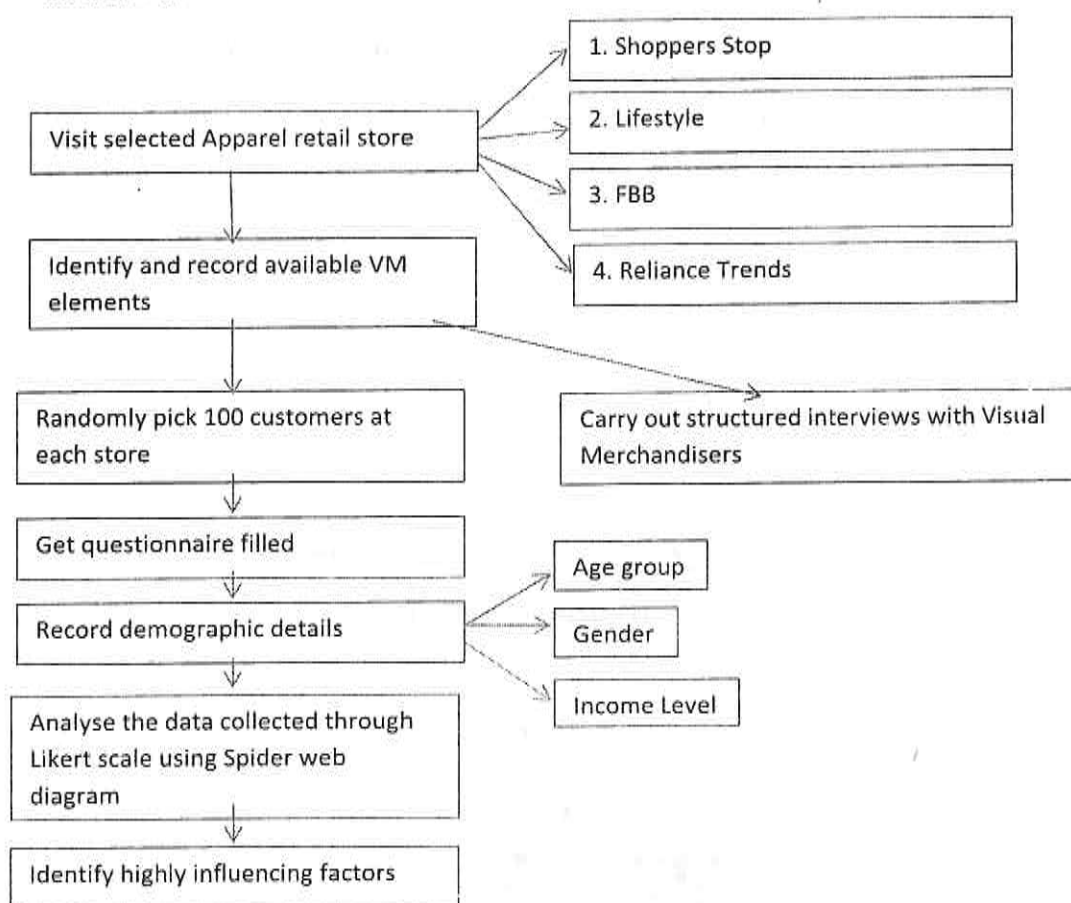 1. Shoppers Stop
Visit selected Apparel retail store
2. Lifestyle
3. FBB
Identify and record available VM
elements
4. Reliance Trends
Randomly pick 100 customers at
each store
Carry out structured interviews with Visual
Merchandisers
Get questionnaire filled
Age group
Record demographic details
Gender
Income Level
Analyse the data collected through
Likert scale using Spider web
diagram
Identify highly influencing factors